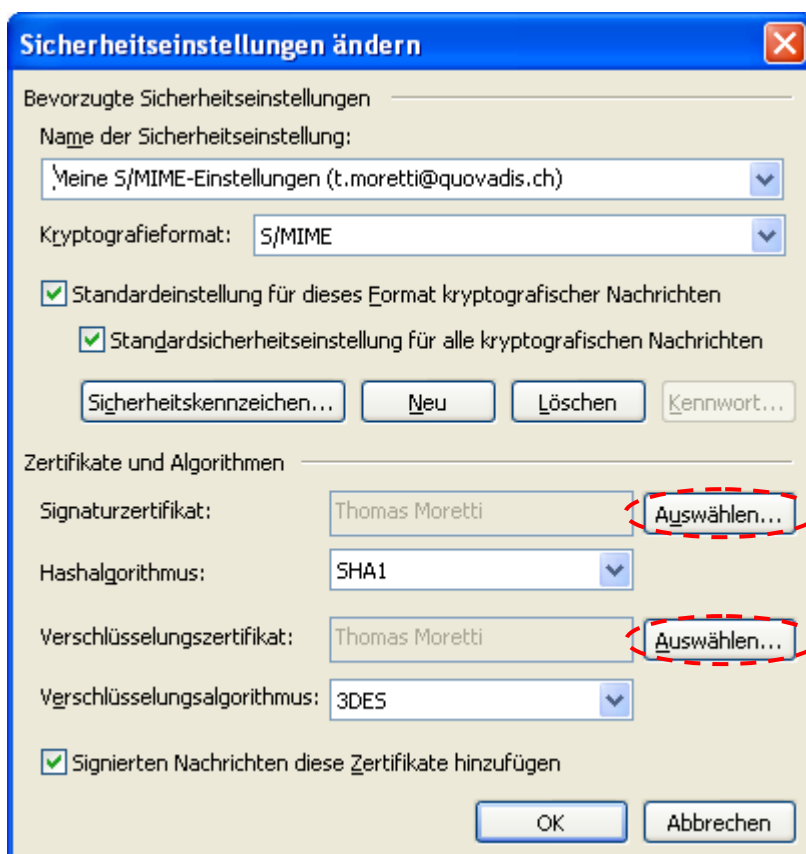 Sicherheitseinstellungen ändern
Bevorzugte Sicherheitseinstellungen
Name der Sicherheitseinstellung:
Meine S/MIME-Einstellungen (t.moretti@quovadis.ch)
Kryptografieformat: S/MIME
Standardeinstellung für dieses Format kryptografischer Nachrichten
Standardsicherheitseinstellung für alle kryptografischen Nachrichten
Sicherheitskennzeichen... Neu Löschen Kennwort...
Zertifikate und Algorithmen
Signaturzertifikat: Thomas Moretti Auswählen...
Hashalgorithmus: SHA1
Verschlüsselungszertifikat: Thomas Moretti Auswählen...
Verschlüsselungsalgorithmus: 3DES
Signierten Nachrichten diese Zertifikate hinzufügen
OK Abbrechen